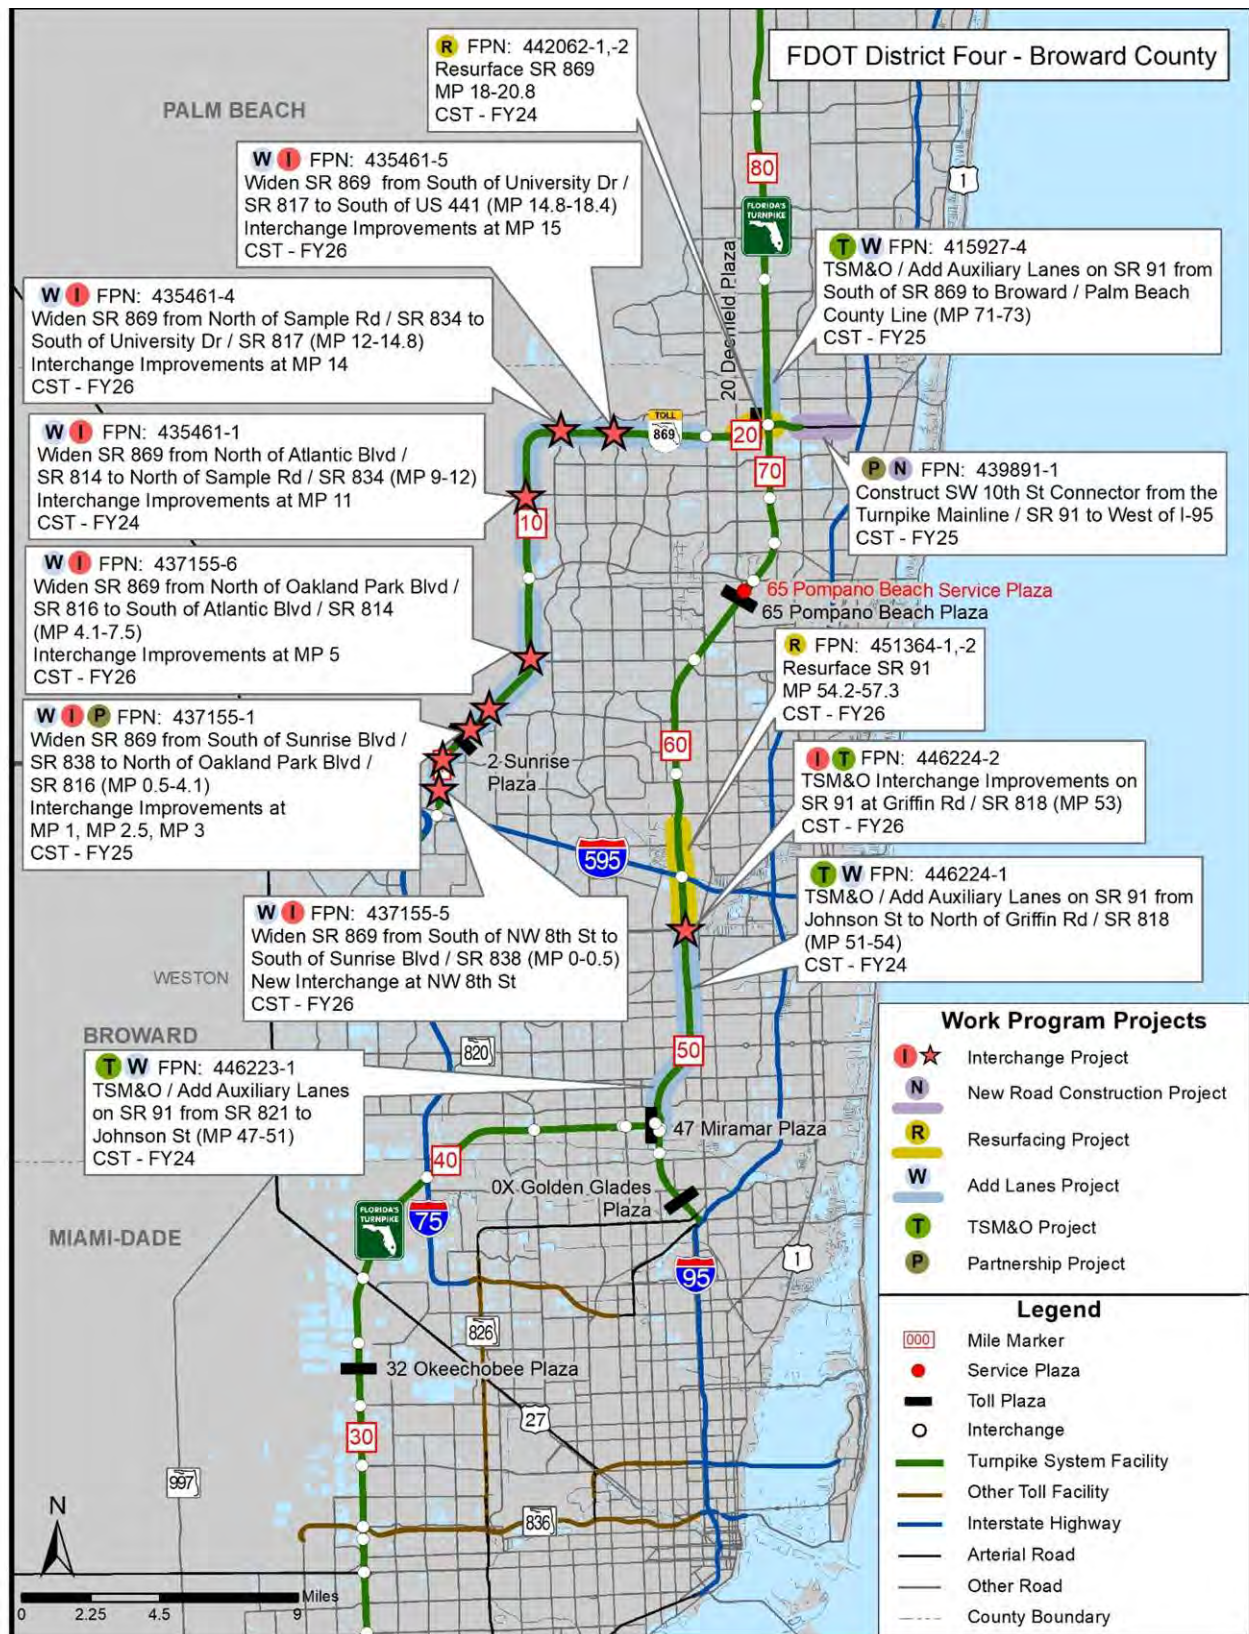 FDOT District Four - Broward County
R FPN: 442062-1,-2
Resurface SR 869
MP 18-20.8
CST - FY24
PALM BEACH
W I FPN: 435461-5
Widen SR 869 from South of University Dr /
SR 817 to South of US 441 (MP 14.8-18.4)
Interchange Improvements at MP 15
CST - FY26
80
1
FLORIDA'S
TURNPIKE
T W FPN: 415927-4
TSM&O / Add Auxiliary Lanes on SR 91 from
South of SR 869 to Broward / Palm Beach
County Line (MP 71-73)
CST - FY25
W I FPN: 435461-4
Widen SR 869 from North of Sample Rd / SR 834 to
South of University Dr / SR 817 (MP 12-14.8)
Interchange Improvements at MP 14
CST - FY26
20 Deerfield Plaza
TOLL
869
20
70
W I FPN: 435461-1
Widen SR 869 from North of Atlantic Blvd /
SR 814 to North of Sample Rd / SR 834 (MP 9-12)
Interchange Improvements at MP 11
CST - FY24
10
P N FPN: 439891-1
Construct SW 10th St Connector from the
Turnpike Mainline / SR 91 to West of I-95
CST - FY25
W I FPN: 437155-6
Widen SR 869 from North of Oakland Park Blvd /
SR 816 to South of Atlantic Blvd / SR 814
(MP 4.1-7.5)
Interchange Improvements at MP 5
CST - FY26
65 Pompano Beach Service Plaza
65 Pompano Beach Plaza
R FPN: 451364-1,-2
Resurface SR 91
MP 54.2-57.3
CST - FY26
W I P FPN: 437155-1
Widen SR 869 from South of Sunrise Blvd /
SR 838 to North of Oakland Park Blvd /
SR 816 (MP 0.5-4.1)
Interchange Improvements at
MP 1, MP 2.5, MP 3
CST - FY25
2 Sunrise
Plaza
60
I T FPN: 446224-2
TSM&O Interchange Improvements on
SR 91 at Griffin Rd / SR 818 (MP 53)
CST - FY26
595
T W FPN: 446224-1
TSM&O / Add Auxiliary Lanes on SR 91 from
Johnson St to North of Griffin Rd / SR 818
(MP 51-54)
CST - FY24
W I FPN: 437155-5
Widen SR 869 from South of NW 8th St to
South of Sunrise Blvd / SR 838 (MP 0-0.5)
New Interchange at NW 8th St
CST - FY26
WESTON
BROWARD
820
50
T W FPN: 446223-1
TSM&O / Add Auxiliary Lanes
on SR 91 from SR 821 to
Johnson St (MP 47-51)
CST - FY24
47 Miramar Plaza
40
0X Golden Glades
Plaza
FLORIDA'S
TURNPIKE
75
MIAMI-DADE
95
1
826
32 Okeechobee Plaza
27
30
997
836
N
Miles
0 2.25 4.5 9
Work Program Projects
I Interchange Project
N New Road Construction Project
R Resurfacing Project
W Add Lanes Project
T TSM&O Project
P Partnership Project
Legend
000 Mile Marker
Service Plaza
Toll Plaza
Interchange
Turnpike System Facility
Other Toll Facility
Interstate Highway
Arterial Road
Other Road
County Boundary